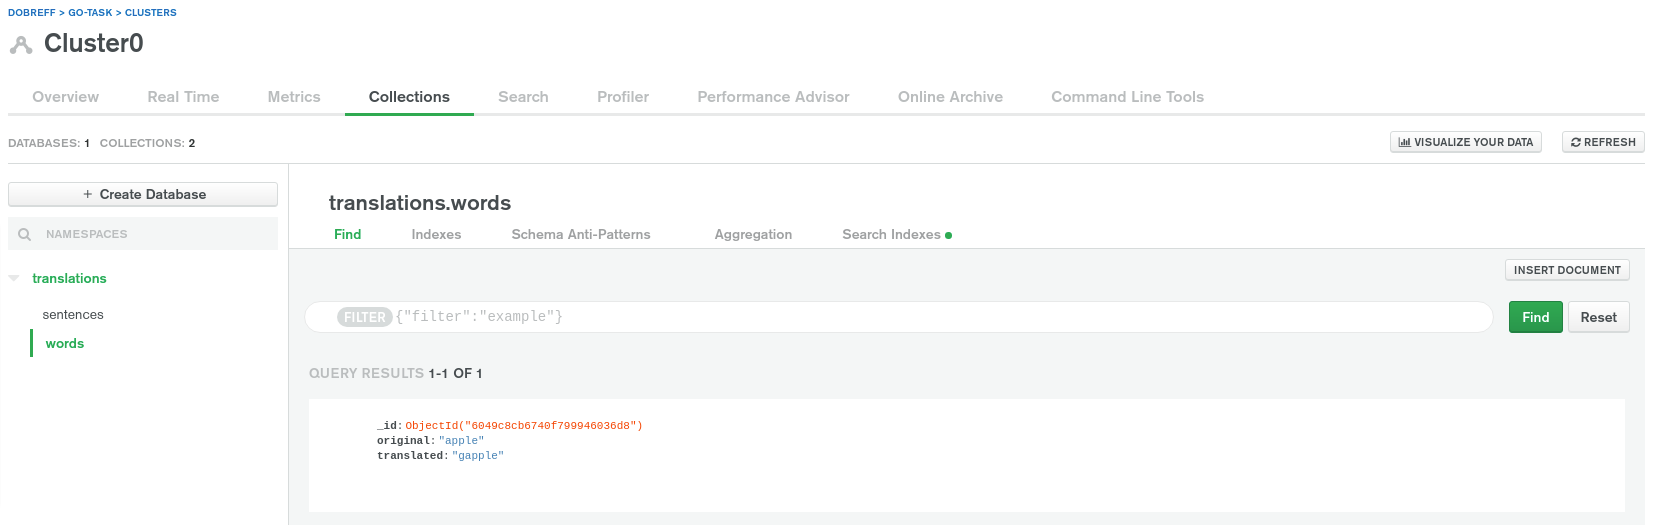 DOBREFF > GO-TASK > CLUSTERS
Cluster0
Overview Real Time Metrics Collections Search Profiler Performance Advisor Online Archive Command Line Tools
DATABASES: 1 COLLECTIONS: 2 VISUALIZE YOUR DATA REFRESH
+ Create Database
NAMESPACES
translations
sentences
words
translations.words
Find Indexes Schema Anti-Patterns Aggregation Search Indexes
INSERT DOCUMENT
FILTER {"filter":"example"} Find Reset
QUERY RESULTS 1-1 OF 1
_id: ObjectId("6049c8cb6740f799946036d8")
original: "apple"
translated: "gapple"